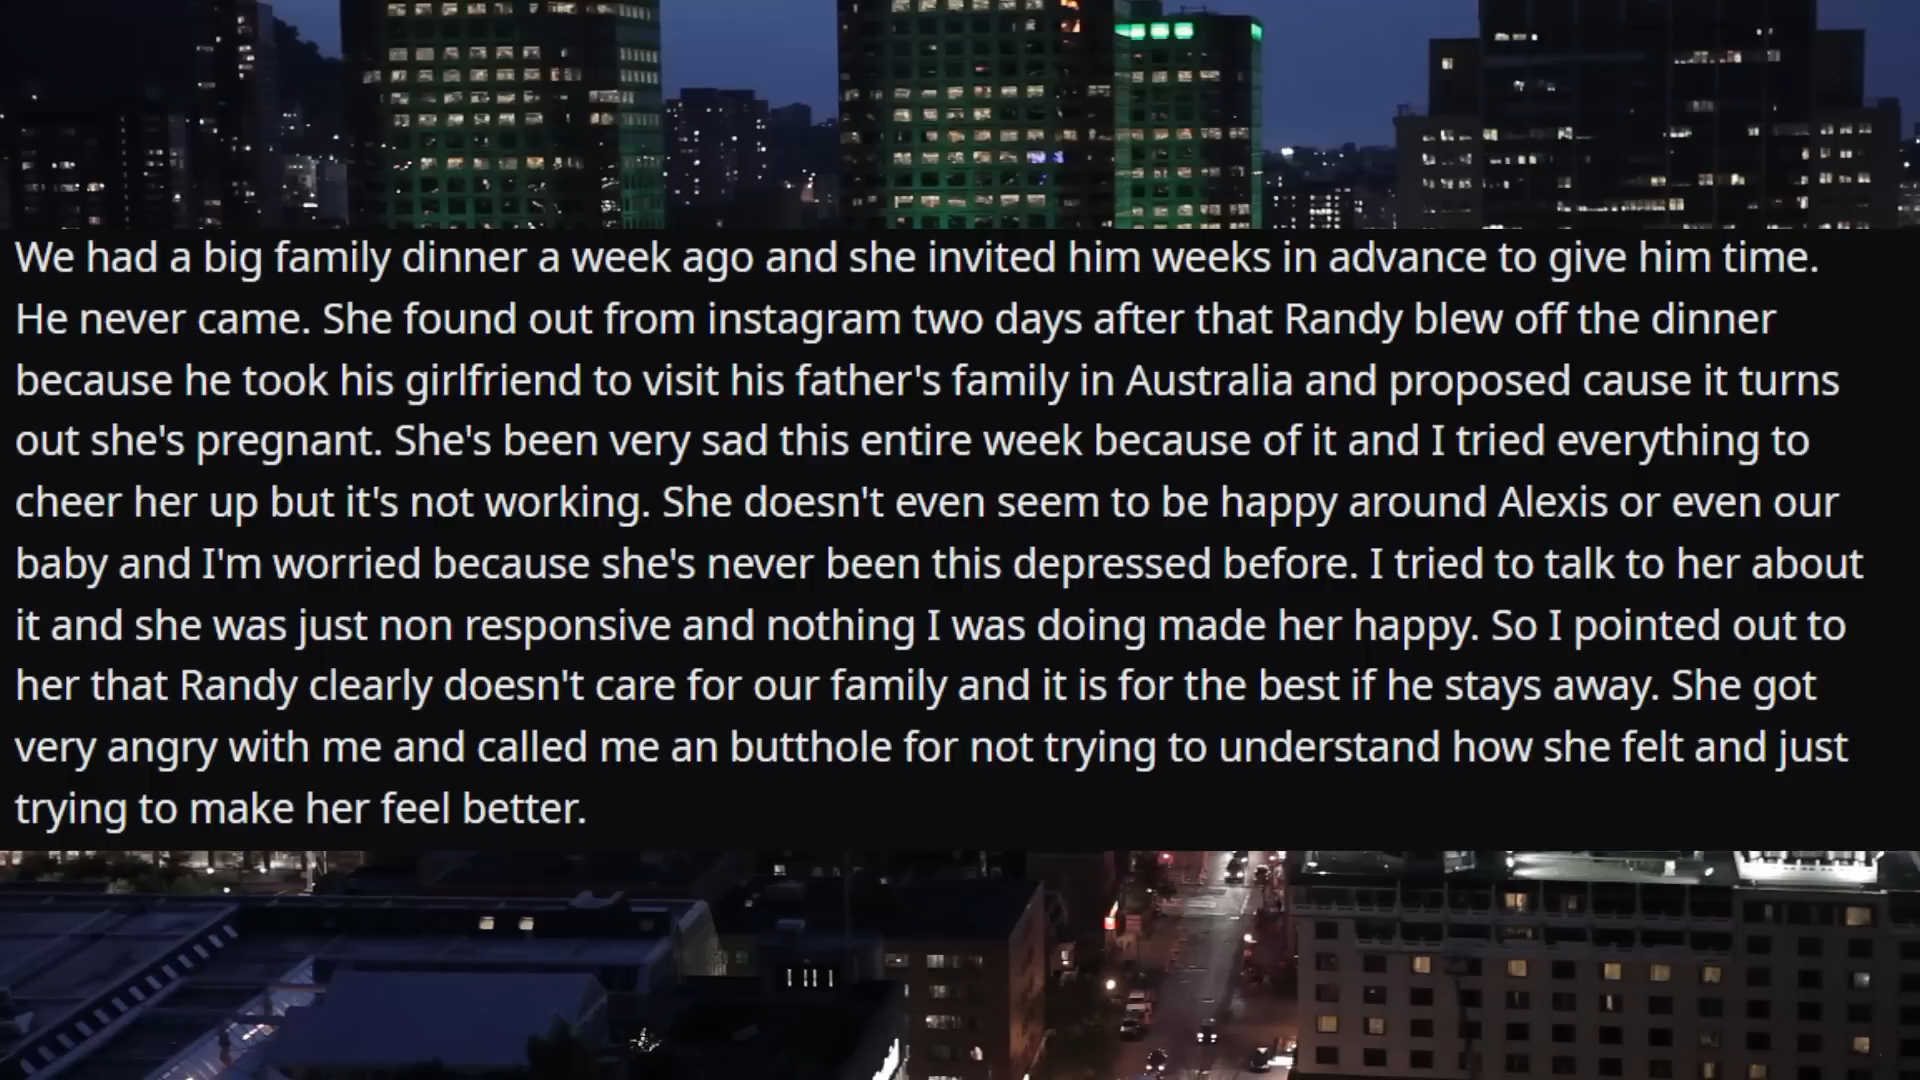 We had a big family dinner a week ago and she invited him weeks in advance to give him time.
He never came. She found out from instagram two days after that Randy blew off the dinner
because he took his girlfriend to visit his father's family in Australia and proposed cause it turns
out she's pregnant. She's been very sad this entire week because of it and I tried everything to
cheer her up but it's not working. She doesn't even seem to be happy around Alexis or even our
baby and I'm worried because she's never been this depressed before. I tried to talk to her about
it and she was just non responsive and nothing I was doing made her happy. So I pointed out to
her that Randy clearly doesn't care for our family and it is for the best if he stays away. She got
very angry with me and called me an butthole for not trying to understand how she felt and just
trying to make her feel better.